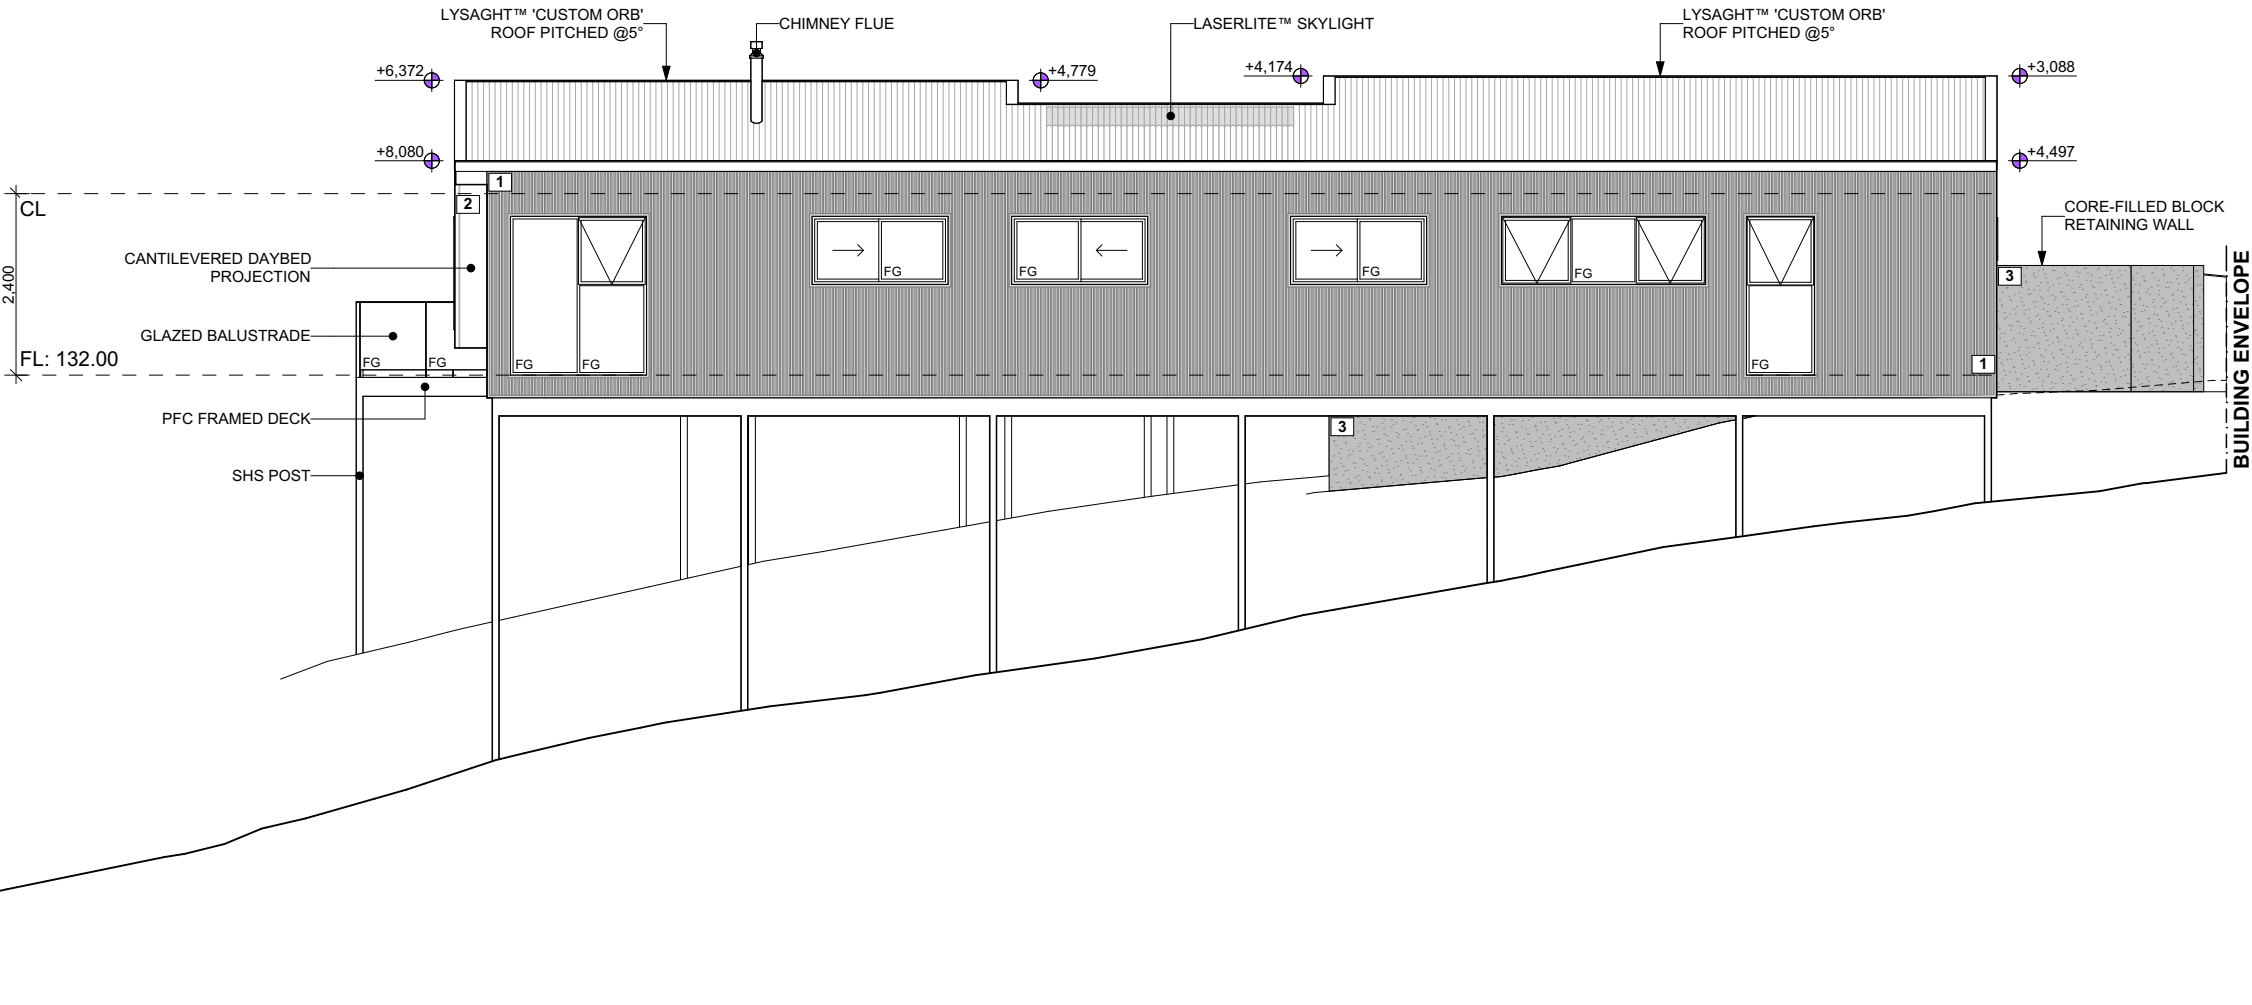 LYSAGHT™ 'CUSTOM ORB'
ROOF PITCHED @5°
CHIMNEY FLUE
LASERLITE™ SKYLIGHT
LYSAGHT™ 'CUSTOM ORB'
ROOF PITCHED @5°
+6,372
+4,779
+4,174
+3,088
+8,080
+4,497
1
CL
2
CORE-FILLED BLOCK
RETAINING WALL
CANTILEVERED DAYBED
PROJECTION
2,400
FG
FG
FG
FG
3
BUILDING ENVELOPE
GLAZED BALUSTRADE
FL: 132.00
FG
FG
FG
FG
FG
1
PFC FRAMED DECK
3
SHS POST